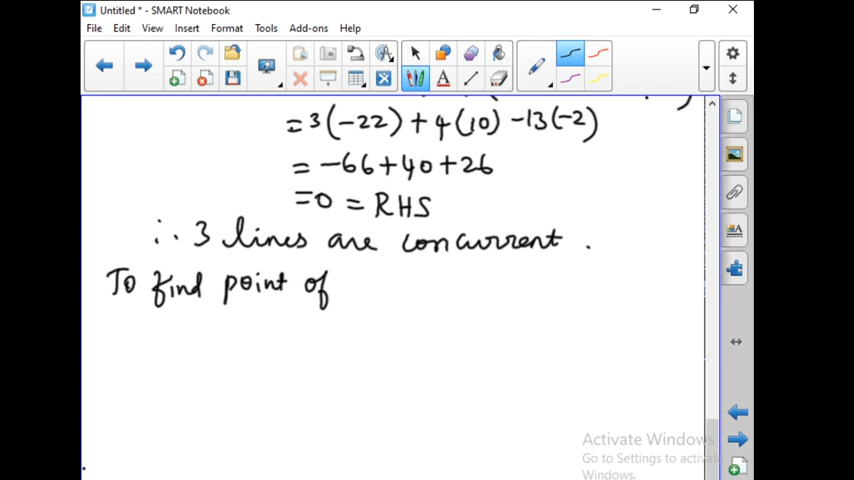 Untitled * - SMART Notebook
File Edit View Insert Format Tools Add-ons Help
=3(-22)+4(10)-13(-2)
=-66+40+26
=0=RHS
∴ 3 lines are concurrent.
To find point of
Activate Windows
Go to Settings to activate
Windows.